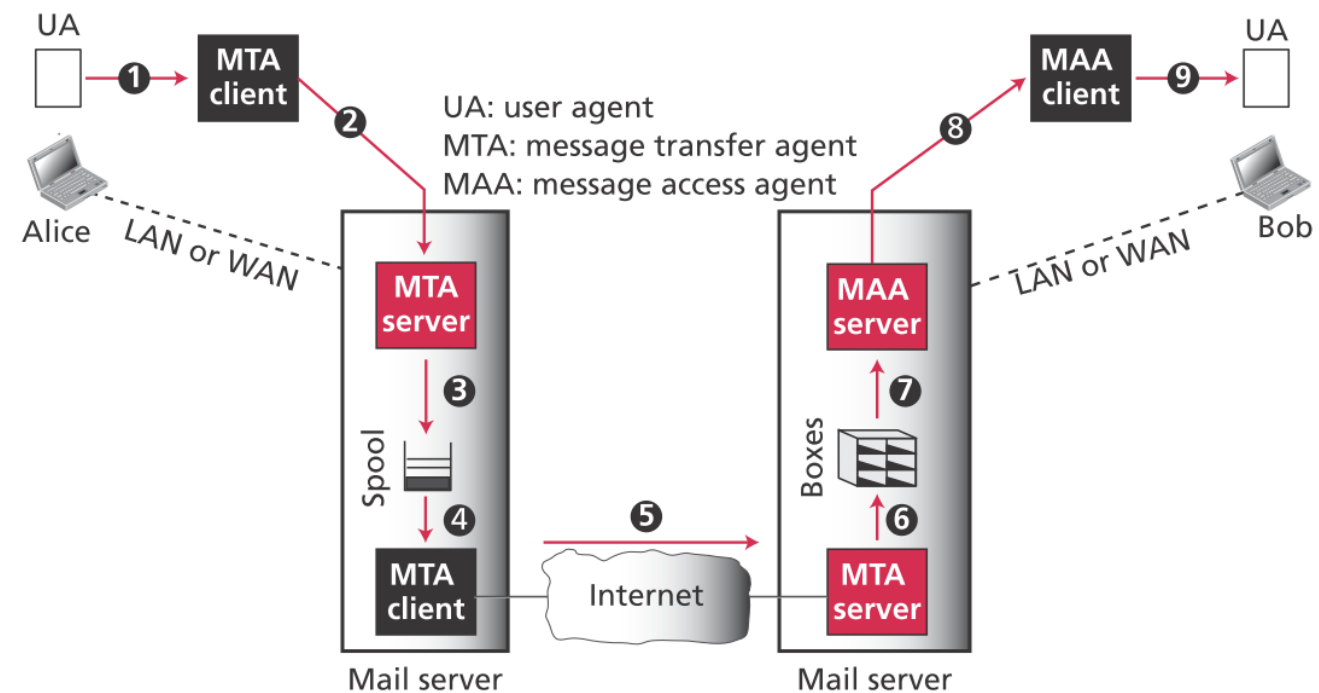 UA
MTA
client
1
2
UA: user agent
MTA: message transfer agent
MAA: message access agent
MAA
client
8
9
UA
Alice
LAN or WAN
Bob
LAN or WAN
MTA
server
3
Spool
4
MTA
client
Mail server
5
Internet
MAA
server
7
Boxes
6
MTA
server
Mail server